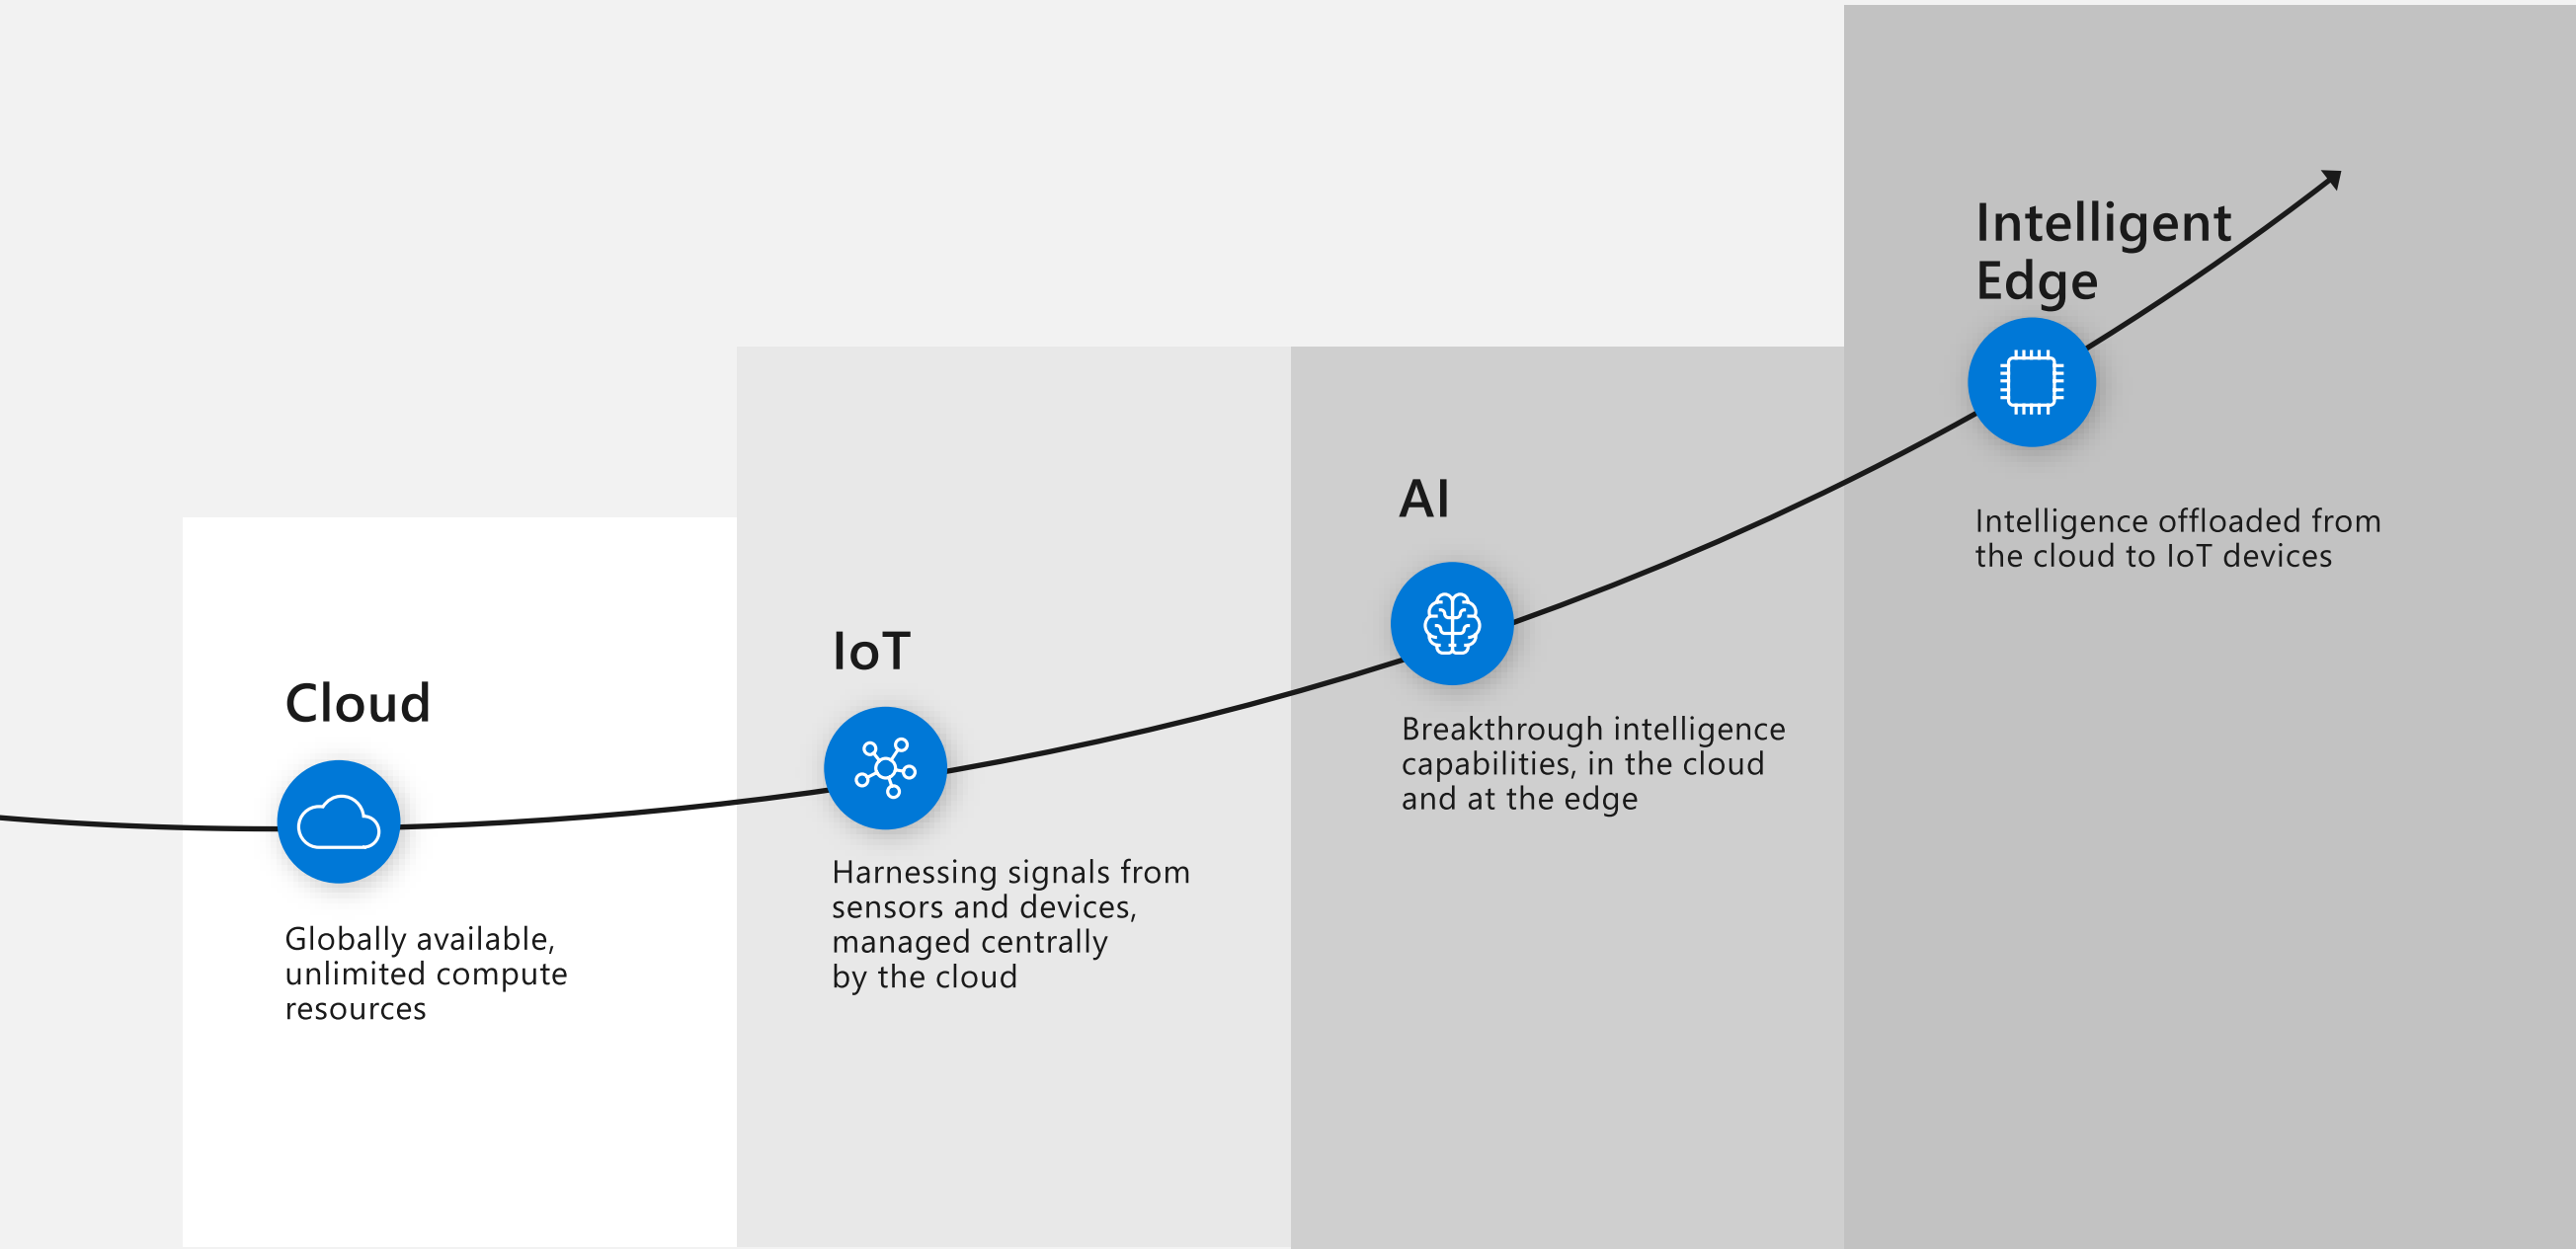 Cloud
Globally available,
unlimited compute
resources
IoT
Harnessing signals from
sensors and devices,
managed centrally
by the cloud
AI
Breakthrough intelligence
capabilities, in the cloud
and at the edge
Intelligent
Edge
Intelligence offloaded from
the cloud to IoT devices